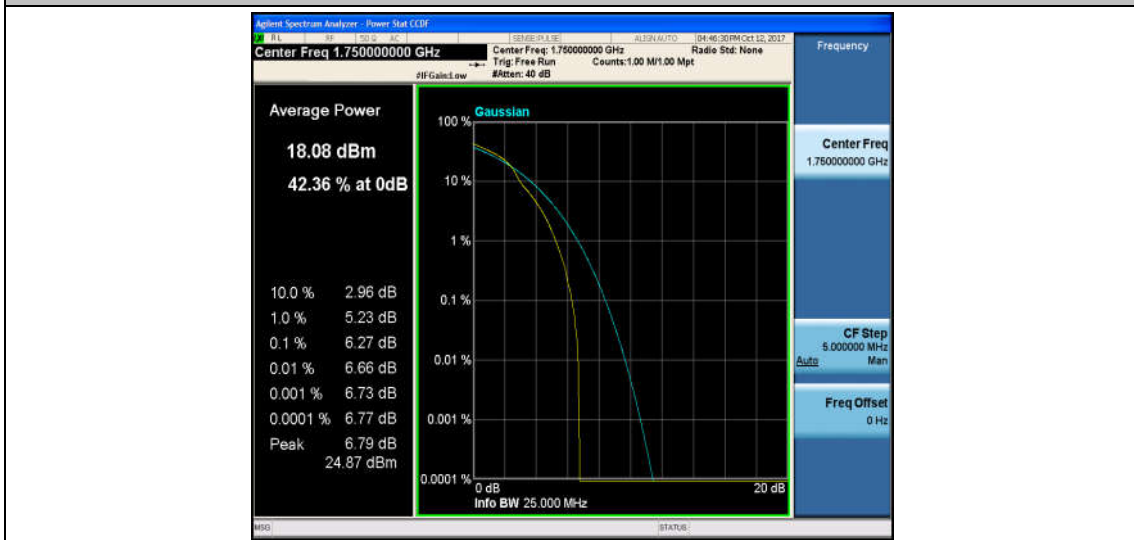 Agilent Spectrum Analyzer - Power Stat CCDF
RL RF 50 Ω AC SENSE:PULSE ALIGN AUTO 04:46:30 PM Oct 12, 2017
Center Freq 1.750000000 GHz
Center Freq: 1.750000000 GHz Radio Std: None
Trig: Free Run Counts:1.00 M/1.00 Mpt
#IFGain:Low #Atten: 40 dB
Frequency
Average Power
18.08 dBm
42.36 % at 0dB
10.0 % 2.96 dB
1.0 % 5.23 dB
0.1 % 6.27 dB
0.01 % 6.66 dB
0.001 % 6.73 dB
0.0001 % 6.77 dB
Peak 6.79 dB
24.87 dBm
Gaussian
100 %
10 %
1 %
0.1 %
0.01 %
0.001 %
0.0001 %
0 dB 20 dB
Info BW 25.000 MHz
Center Freq
1.750000000 GHz
CF Step
5.000000 MHz
Auto Man
Freq Offset
0 Hz
MSG STATUS